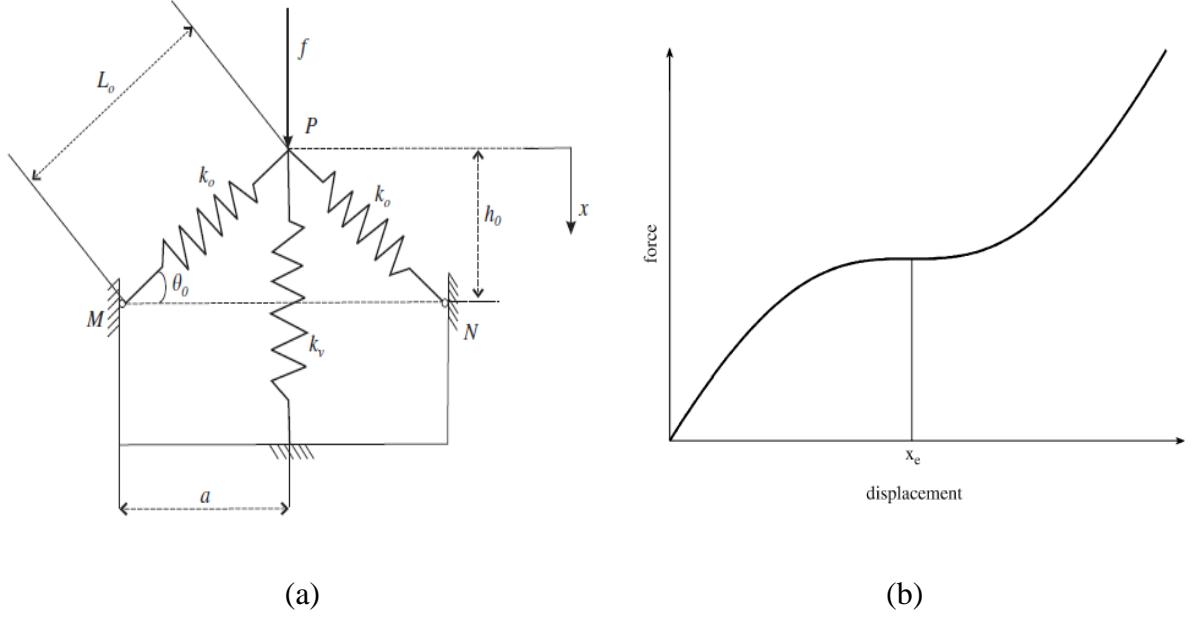 f
L_o
P
k_o
k_o
x
h_0
θ_0
M
N
k_v
a
(a)
force
x_e
displacement
(b)